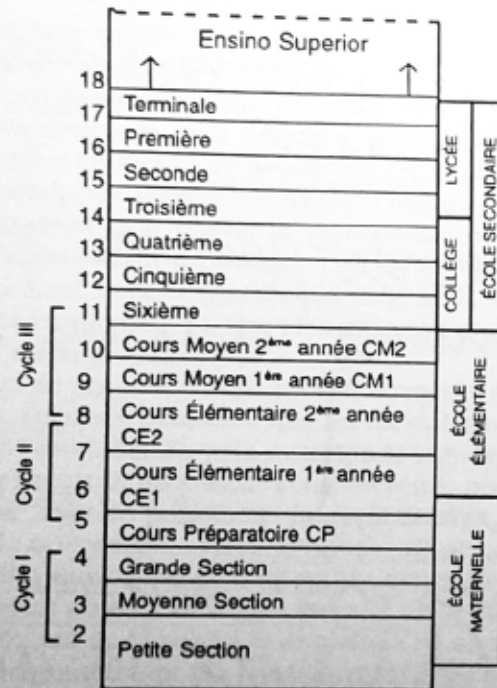 Ensino Superior
18
Terminale
17
Première
16
Seconde
15
Troisième
14
Quatrième
13
Cinquième
12
Sixième
11
Cours Moyen 2ème année CM2
10
Cours Moyen 1ère année CM1
9
Cours Élémentaire 2ème année
8
CE2
7
Cours Élémentaire 1ère année
6
CE1
5
Cours Préparatoire CP
4
Grande Section
3
Moyenne Section
2
Petite Section
Cycle III
Cycle II
Cycle I
LYCÉE
COLLÈGE
ÉCOLE SECONDAIRE
ÉCOLE
ÉLÉMENTAIRE
ÉCOLE
MATERNELLE